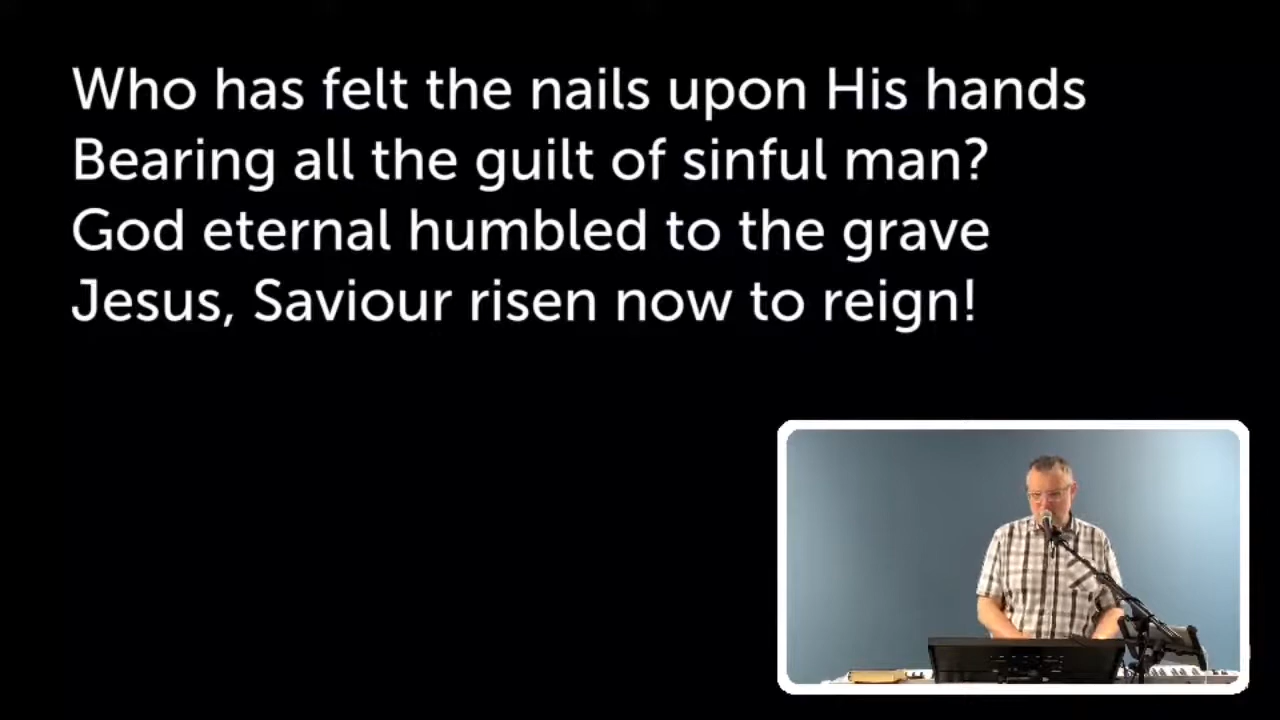 Who has felt the nails upon His hands
Bearing all the guilt of sinful man?
God eternal humbled to the grave
Jesus, Saviour risen now to reign!